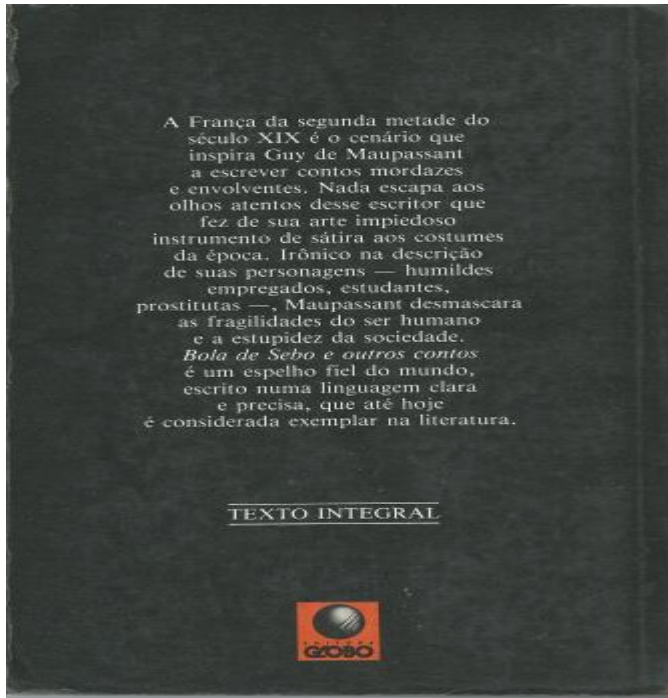 A França da segunda metade do
século XIX é o cenário que
inspira Guy de Maupassant
a escrever contos mordazes
e envolventes. Nada escapa aos
olhos atentos desse escritor que
fez de sua arte impiedoso
instrumento de sátira aos costumes
da época. Irônico na descrição
de suas personagens — humildes
empregados, estudantes,
prostitutas —, Maupassant desmascara
as fragilidades do ser humano
e a estupidez da sociedade.
Bola de Sebo e outros contos
é um espelho fiel do mundo,
escrito numa linguagem clara
e precisa, que até hoje
é considerada exemplar na literatura.
TEXTO INTEGRAL
EDITORA
GLOBO